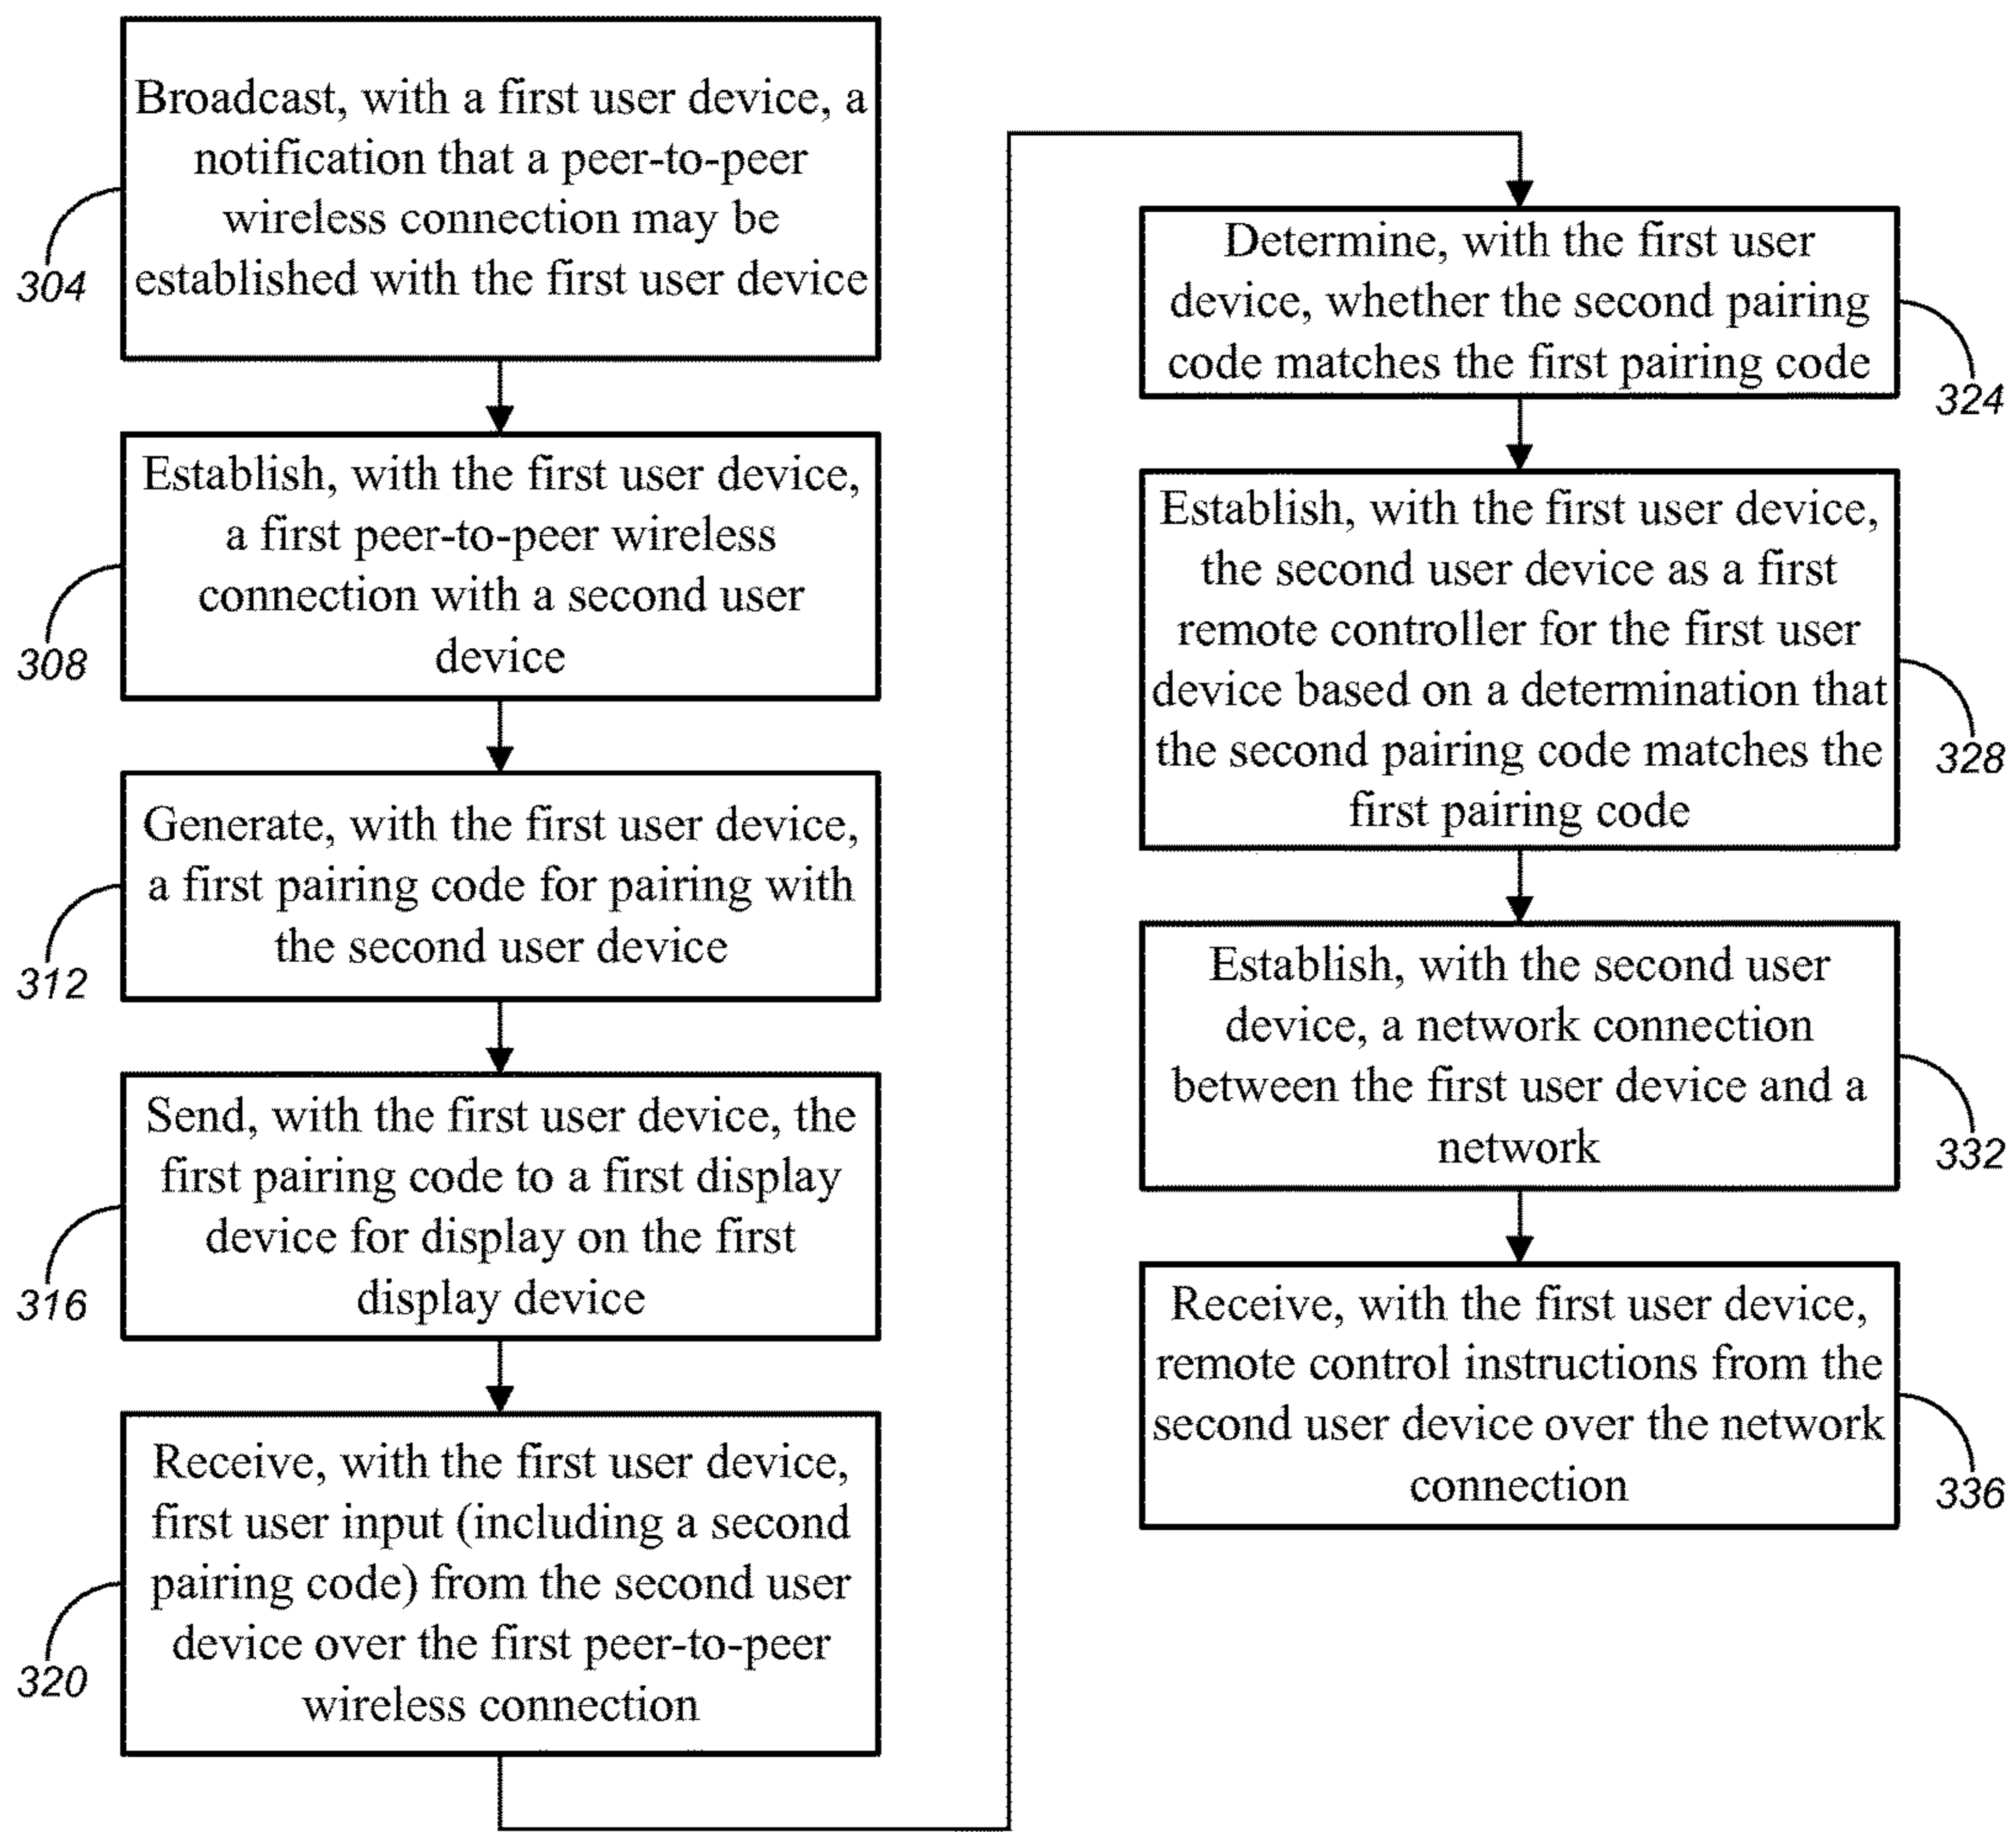 Broadcast, with a first user device, a
notification that a peer-to-peer
wireless connection may be
established with the first user device
304
Establish, with the first user device,
a first peer-to-peer wireless
connection with a second user
device
308
Generate, with the first user device,
a first pairing code for pairing with
the second user device
312
Send, with the first user device, the
first pairing code to a first display
device for display on the first
display device
316
Receive, with the first user device,
first user input (including a second
pairing code) from the second user
device over the first peer-to-peer
wireless connection
320
Determine, with the first user
device, whether the second pairing
code matches the first pairing code
324
Establish, with the first user device,
the second user device as a first
remote controller for the first user
device based on a determination that
the second pairing code matches the
first pairing code
328
Establish, with the second user
device, a network connection
between the first user device and a
network
332
Receive, with the first user device,
remote control instructions from the
second user device over the network
connection
336